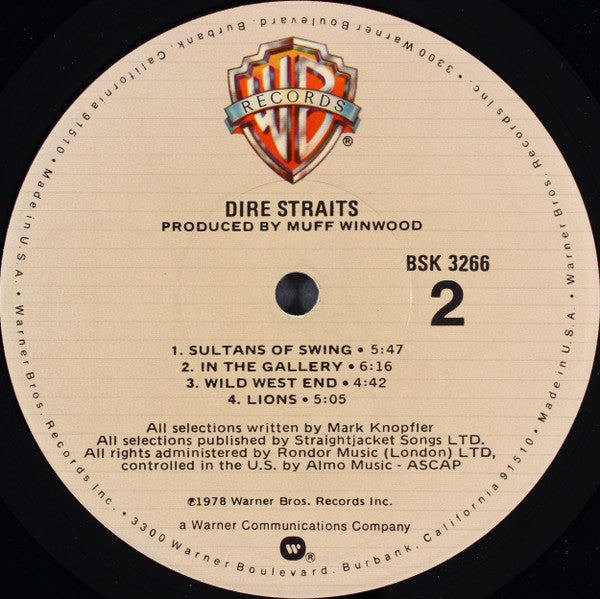 WB
RECORDS
®
DIRE STRAITS
PRODUCED BY MUFF WINWOOD
BSK 3266
2
1. SULTANS OF SWING • 5:47
2. IN THE GALLERY • 6:16
3. WILD WEST END • 4:42
4. LIONS • 5:05
All selections written by Mark Knopfler
All selections published by Straightjacket Songs LTD.
All rights administered by Rondor Music (London) LTD,
controlled in the U.S. by Almo Music - ASCAP
℗1978 Warner Bros. Records Inc.
a Warner Communications Company
W®
• Warner Bros. Records Inc. • 3300 Warner Boulevard, Burbank, California 91510 • Made in U.S.A. • Warner Bros. Records Inc. • 3300 Warner Boulevard, Burbank, California 91510 • Made in U.S.A.